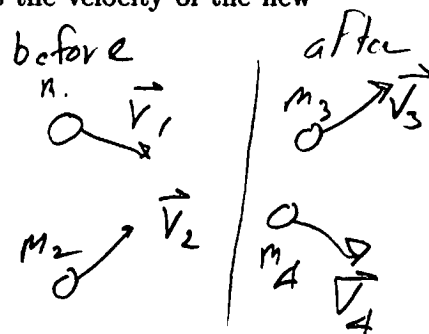 the velocity of the new
before
after
V₁
m₃
V₃
m₂
V₂
m₄
V₄